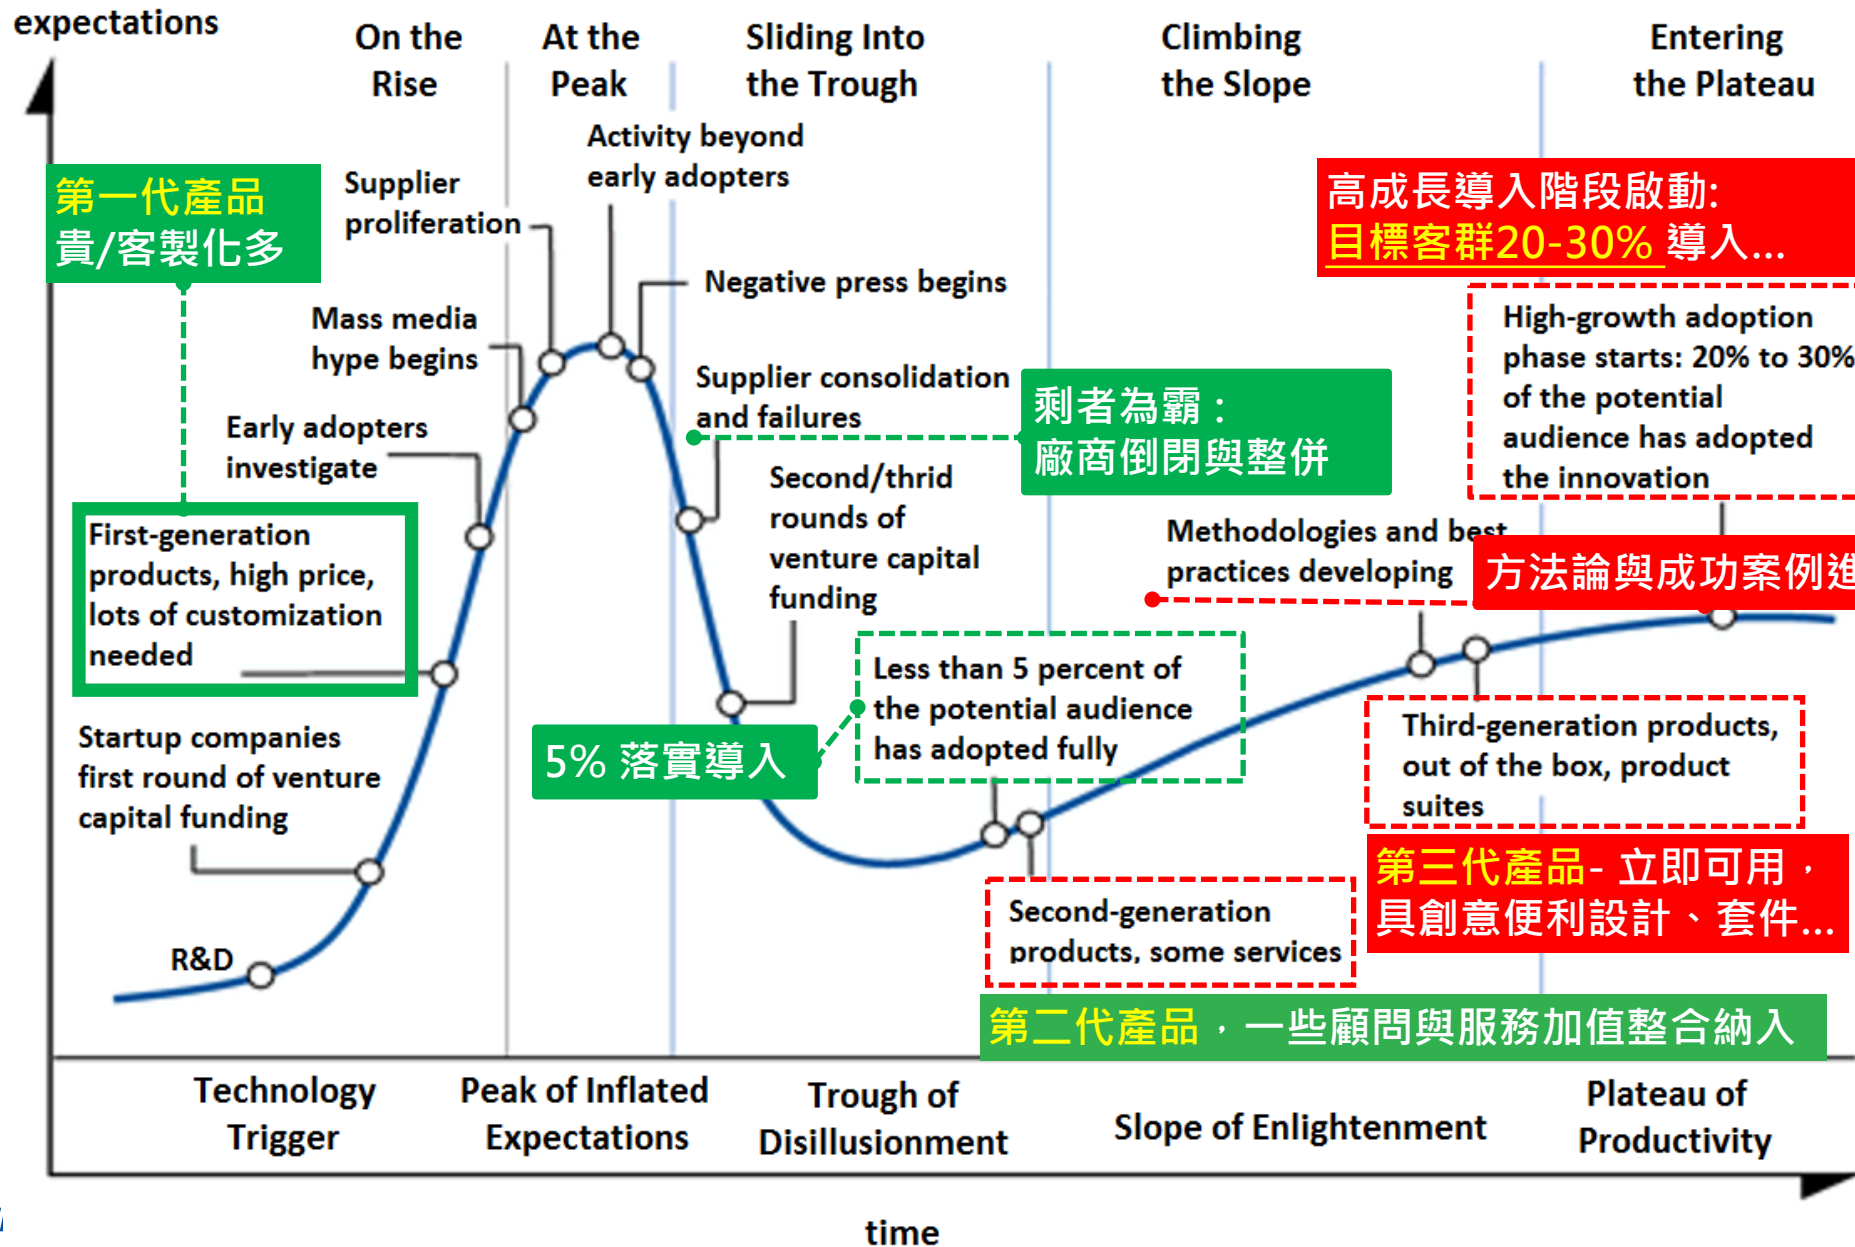 expectations
On the
Rise
At the
Peak
Sliding Into
the Trough
Climbing
the Slope
Entering
the Plateau
Activity beyond
early adopters
第一代產品
貴/客製化多
Supplier
proliferation
高成長導入階段啟動:
目標客群20-30% 導入...
Negative press begins
Mass media
hype begins
High-growth adoption
phase starts: 20% to 30%
of the potential
audience has adopted
the innovation
Supplier consolidation
and failures
剩者為霸:
廠商倒閉與整併
Early adopters
investigate
Second/thrid
rounds of
venture capital
funding
First-generation
products, high price,
lots of customization
needed
Methodologies and best
practices developing
方法論與成功案例進
Less than 5 percent of
the potential audience
has adopted fully
5% 落實導入
Startup companies
first round of venture
capital funding
Third-generation products,
out of the box, product
suites
第三代產品- 立即可用，
具創意便利設計、套件...
Second-generation
products, some services
R&D
第二代產品，一些顧問與服務加值整合納入
Technology
Trigger
Peak of Inflated
Expectations
Trough of
Disillusionment
Slope of Enlightenment
Plateau of
Productivity
time